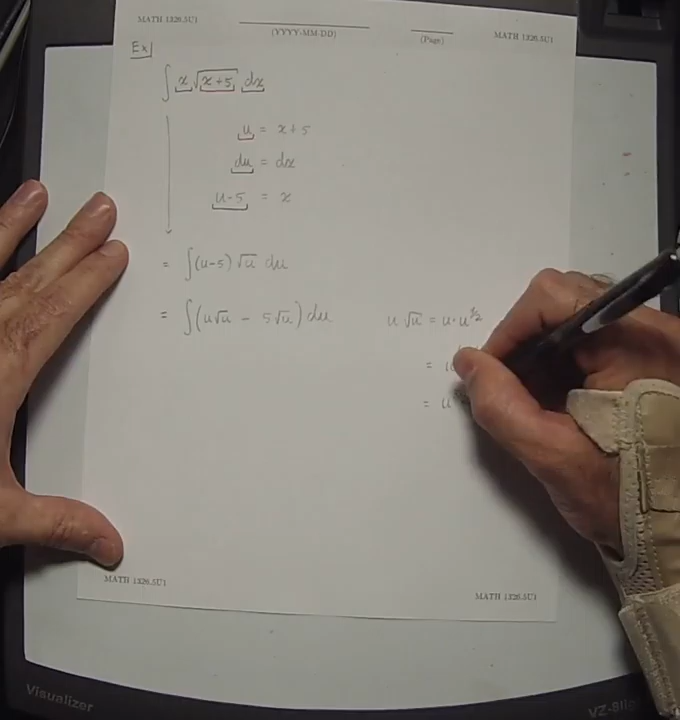 MATH 1326.5U1 (YYYY-MM-DD) (Page) MATH 1326.5U1
Ex
∫ x √(x+5) dx
u = x+5
du = dx
u-5 = x
= ∫(u-5) √u du
= ∫(u√u - 5√u) du
u √u = u·u^1/2
= u
= u
MATH 1326.5U1 MATH 1326.5U1
Visualizer